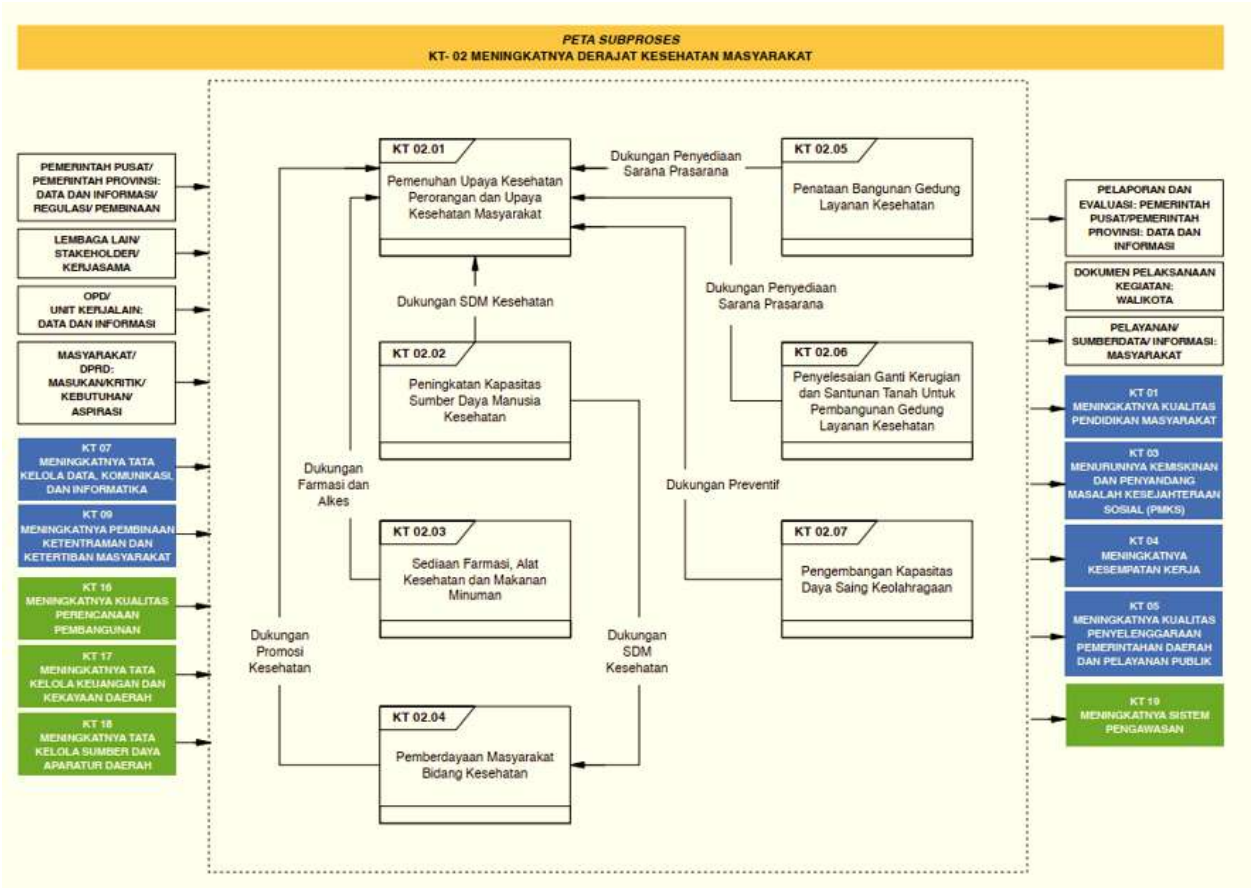 PETA SUBPROSES
KT- 02 MENINGKATNYA DERAJAT KESEHATAN MASYARAKAT
PEMERINTAH PUSAT/
PEMERINTAH PROVINSI:
DATA DAN INFORMASI/
REGULASI/ PEMBINAAN
LEMBAGA LAIN/
STAKEHOLDER/
KERJASAMA
OPD/
UNIT KERJALAIN:
DATA DAN INFORMASI
MASYARAKAT/
DPRD:
MASUKAN/KRITIK/
KEBUTUHAN/
ASPIRASI
KT 07
MENINGKATNYA TATA
KELOLA DATA, KOMUNIKASI,
DAN INFORMATIKA
KT 09
MENINGKATNYA PEMBINAAN
KETENTRAMAN DAN
KETERTIBAN MASYARAKAT
KT 16
MENINGKATNYA KUALITAS
PERENCANAAN
PEMBANGUNAN
KT 17
MENINGKATNYA TATA
KELOLA KEUANGAN DAN
KEKAYAAN DAERAH
KT 18
MENINGKATNYA TATA
KELOLA SUMBER DAYA
APARATUR DAERAH
KT 02.01
Pemenuhan Upaya Kesehatan
Perorangan dan Upaya
Kesehatan Masyarakat
Dukungan SDM Kesehatan
KT 02.02
Peningkatan Kapasitas
Sumber Daya Manusia
Kesehatan
Dukungan
Farmasi dan
Alkes
KT 02.03
Sediaan Farmasi, Alat
Kesehatan dan Makanan
Minuman
Dukungan
Promosi
Kesehatan
Dukungan
SDM
Kesehatan
KT 02.04
Pemberdayaan Masyarakat
Bidang Kesehatan
Dukungan Penyediaan
Sarana Prasarana
KT 02.05
Penataan Bangunan Gedung
Layanan Kesehatan
Dukungan Penyediaan
Sarana Prasarana
KT 02.06
Penyelesaian Ganti Kerugian
dan Santunan Tanah Untuk
Pembangunan Gedung
Layanan Kesehatan
Dukungan Preventif
KT 02.07
Pengembangan Kapasitas
Daya Saing Keolahragaan
PELAPORAN DAN
EVALUASI: PEMERINTAH
PUSAT/PEMERINTAH
PROVINSI: DATA DAN
INFORMASI
DOKUMEN PELAKSANAAN
KEGIATAN:
WALIKOTA
PELAYANAN/
SUMBERDATA/ INFORMASI:
MASYARAKAT
KT 01
MENINGKATNYA KUALITAS
PENDIDIKAN MASYARAKAT
KT 03
MENURUNNYA KEMISKINAN
DAN PENYANDANG
MASALAH KESEJAHTERAAN
SOSIAL (PMKS)
KT 04
MENINGKATNYA
KESEMPATAN KERJA
KT 05
MENINGKATNYA KUALITAS
PENYELENGGARAAN
PEMERINTAHAN DAERAH
DAN PELAYANAN PUBLIK
KT 19
MENINGKATNYA SISTEM
PENGAWASAN